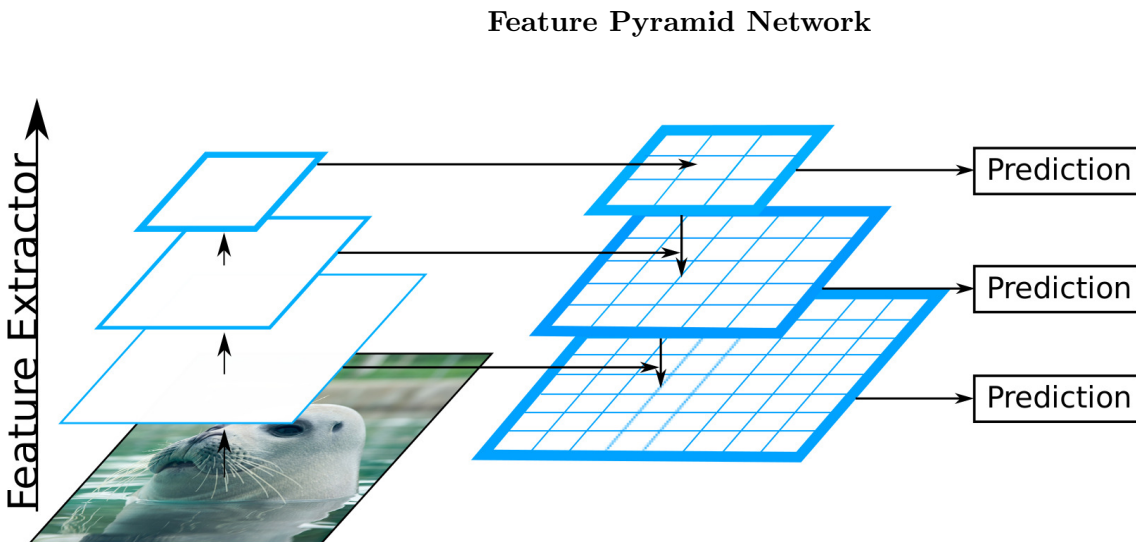 Feature Pyramid Network
Feature Extractor
Prediction
Prediction
Prediction